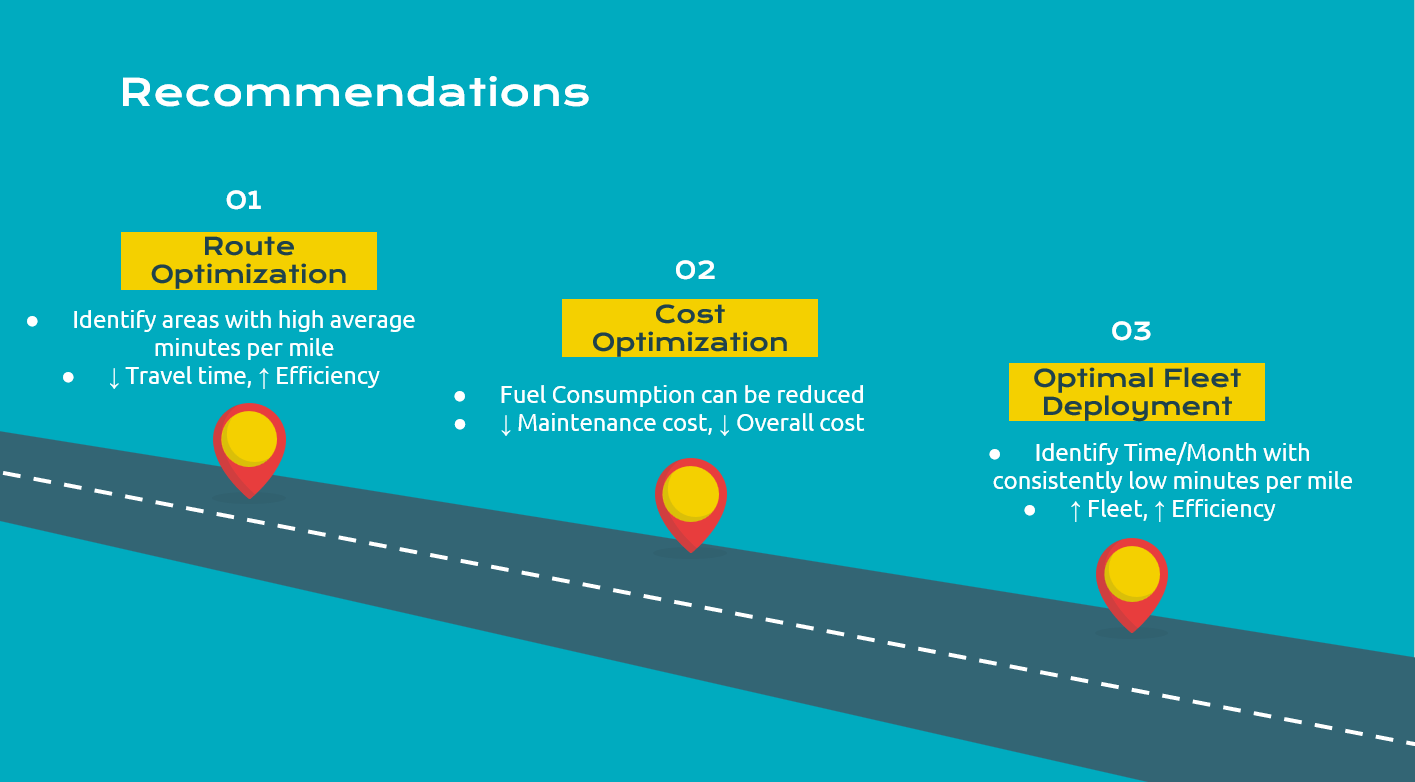 Recommendations
01
Route
Optimization
● Identify areas with high average
minutes per mile
● ↓ Travel time, ↑ Efficiency
02
Cost
Optimization
● Fuel Consumption can be reduced
● ↓ Maintenance cost, ↓ Overall cost
03
Optimal Fleet
Deployment
● Identify Time/Month with
consistently low minutes per mile
● ↑ Fleet, ↑ Efficiency